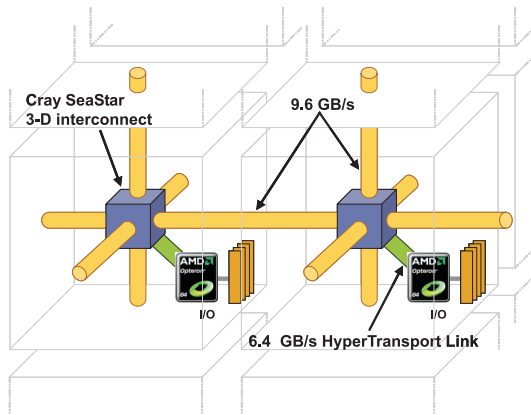 Cray SeaStar
3-D interconnect
9.6 GB/s
AMD
Opteron
64
I/O
AMD
Opteron
64
I/O
6.4 GB/s HyperTransport Link